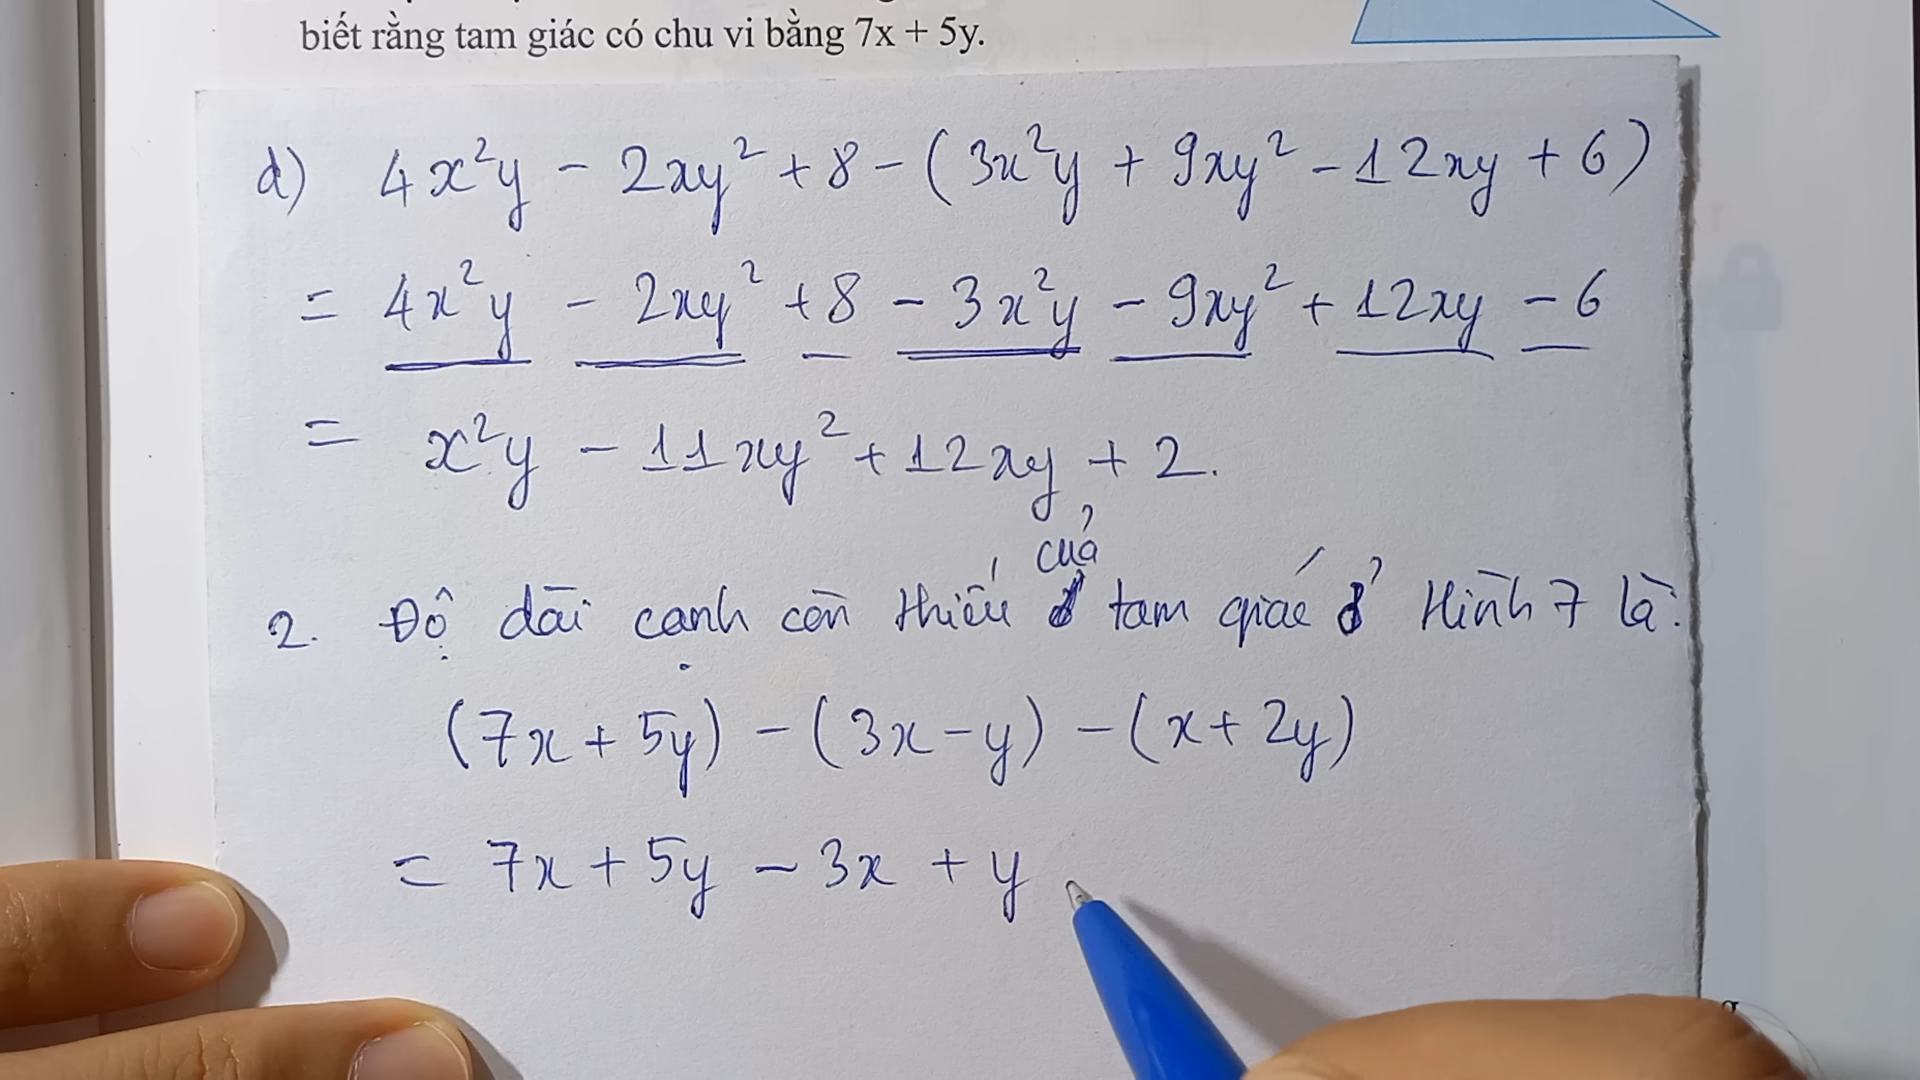 biết rằng tam giác có chu vi bằng 7x + 5y.
d) 4x²y - 2xy² + 8 - (3x²y + 9xy² - 12xy + 6)
= 4x²y - 2xy² + 8 - 3x²y - 9xy² + 12xy - 6
= x²y - 11xy² + 12xy + 2.
2. Độ dài cạnh còn thiếu của tam giác ở Hình 7 là:
(7x + 5y) - (3x - y) - (x + 2y)
= 7x + 5y - 3x + y